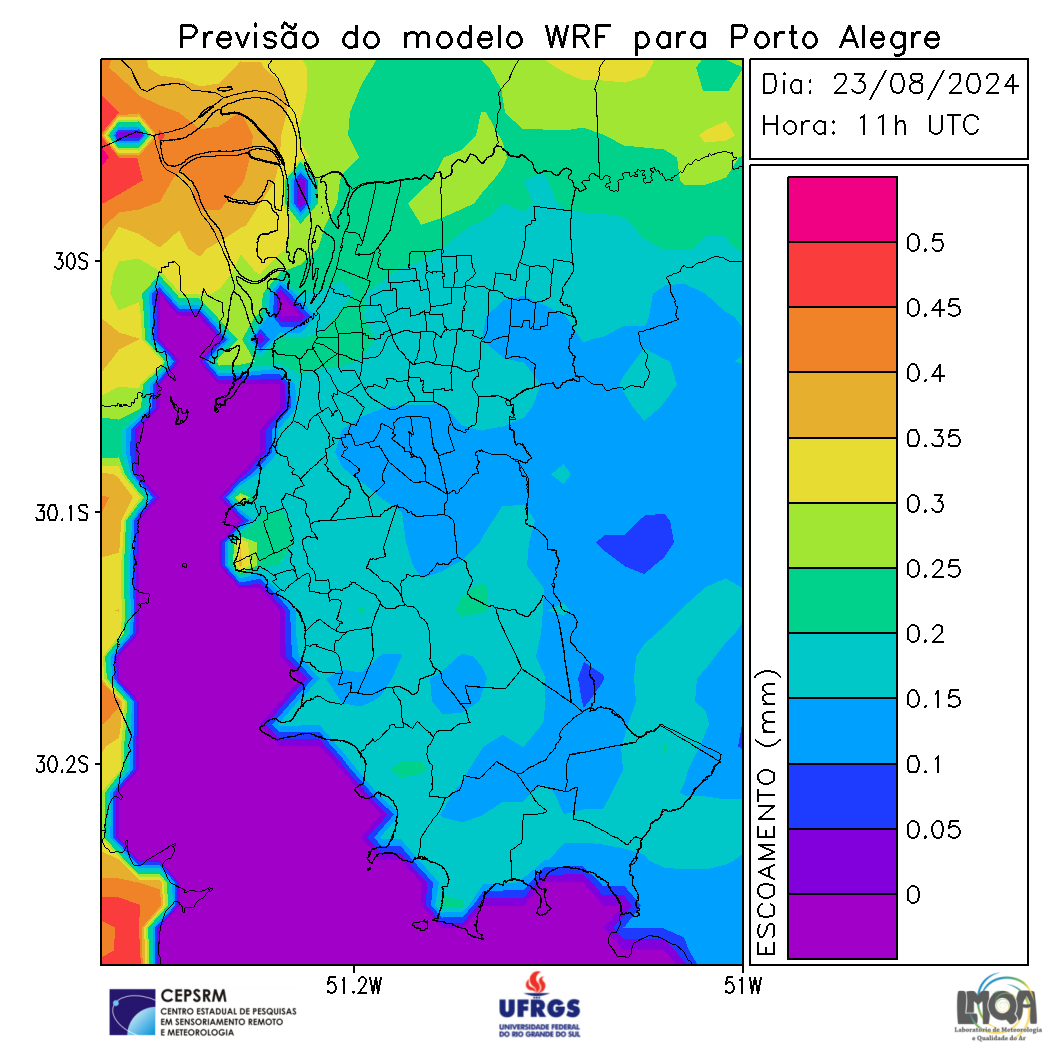 Previsão do modelo WRF para Porto Alegre
Dia: 23/08/2024
Hora: 11h UTC
30S
30.1S
30.2S
51.2W
51W
0.5
0.45
0.4
0.35
0.3
0.25
0.2
0.15
0.1
0.05
0
ESCOAMENTO (mm)
CEPSRM
CENTRO ESTADUAL DE PESQUISAS
EM SENSORIAMENTO REMOTO
E METEOROLOGIA
UFRGS
UNIVERSIDADE FEDERAL
DO RIO GRANDE DO SUL
LMQA
Laboratório de Meteorologia
e Qualidade do Ar